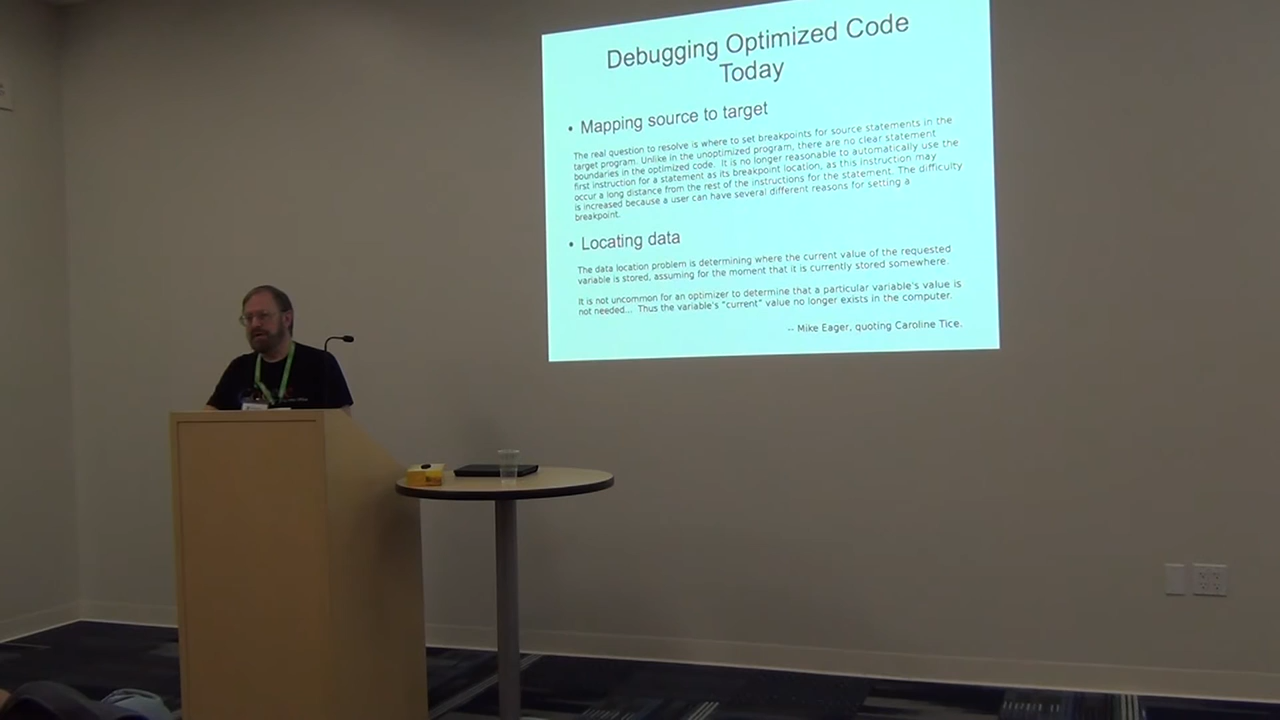 Debugging Optimized Code
Today
• Mapping source to target
The real question to resolve is where to set breakpoints for source statements in the
target program. Unlike in the unoptimized program, there are no clear statement
boundaries in the optimized code. It is no longer reasonable to automatically use the
first instruction for a statement as its breakpoint location, as this instruction may
occur a long distance from the rest of the instructions for the statement. The difficulty
is increased because a user can have several different reasons for setting a
breakpoint.
• Locating data
The data location problem is determining where the current value of the requested
variable is stored, assuming for the moment that it is currently stored somewhere.
It is not uncommon for an optimizer to determine that a particular variable's value is
not needed... Thus the variable's "current" value no longer exists in the computer.
-- Mike Eager, quoting Caroline Tice.